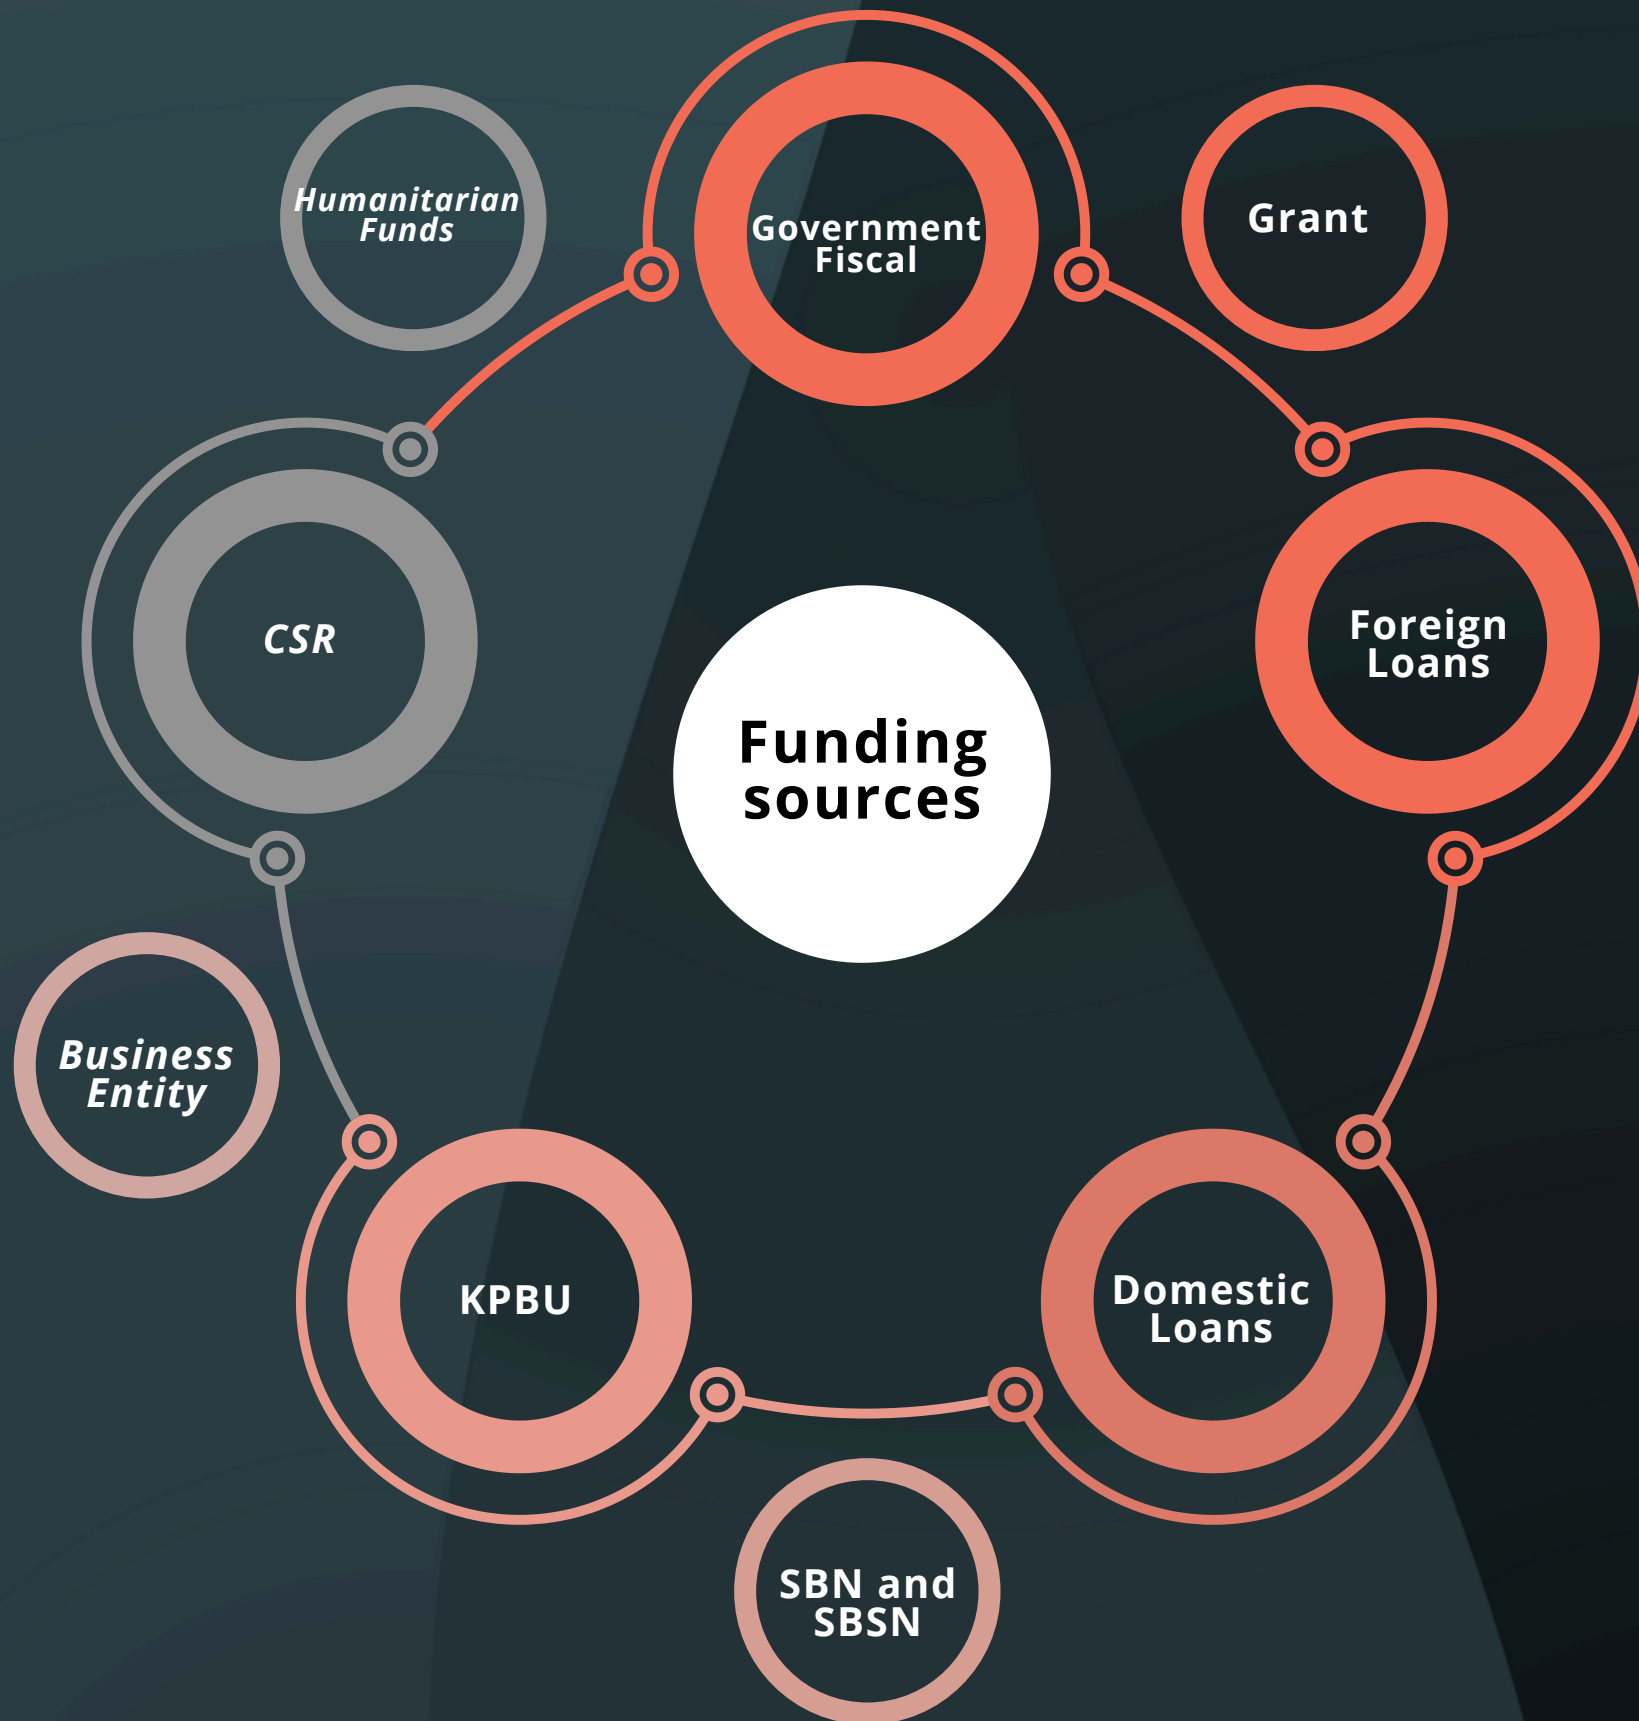 Humanitarian
Funds
Government
Fiscal
Grant
CSR
Foreign
Loans
Funding
sources
Business
Entity
KPBU
Domestic
Loans
SBN and
SBSN